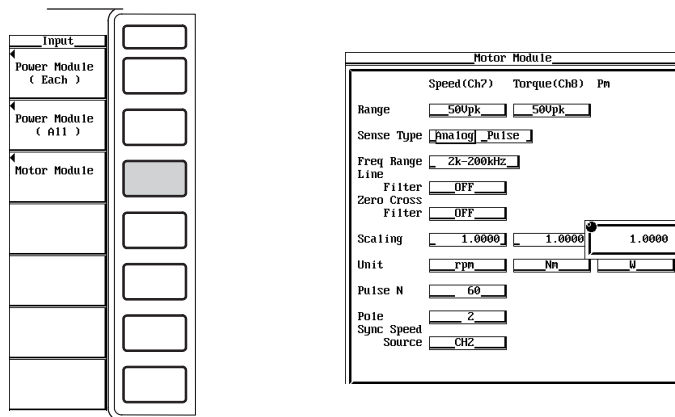 Input
Power Module
( Each )
Power Module
( All )
Motor Module
Motor Module
Speed(Ch7) Torque(Ch8) Pm
Range 50Vpk 50Vpk
Sense Type Analog Pulse
Freq Range 2k-200kHz
Line
Filter OFF
Zero Cross
Filter OFF
Scaling 1.0000 1.0000 1.0000
Unit rpm Nm W
Pulse N 60
Pole 2
Sync Speed
Source CH2